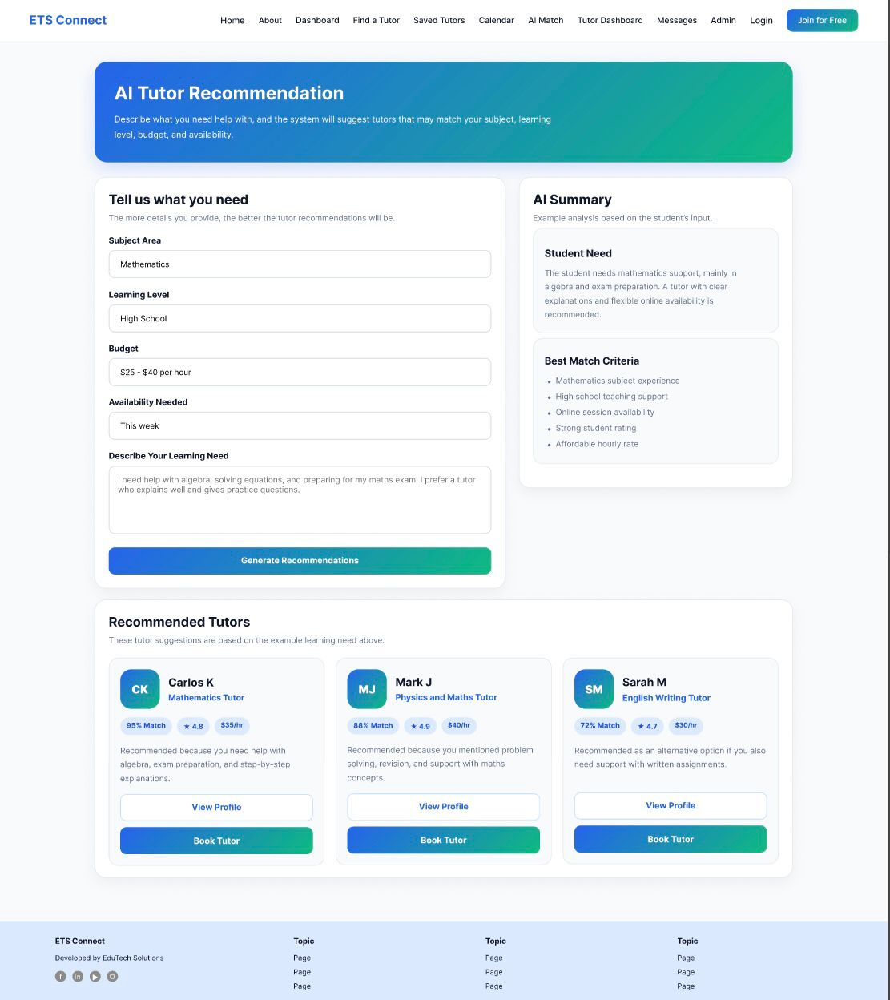 ETS Connect
Home About Dashboard Find a Tutor Saved Tutors Calendar AI Match Tutor Dashboard Messages Admin Login Join for Free
AI Tutor Recommendation
Describe what you need help with, and the system will suggest tutors that may match your subject, learning
level, budget, and availability.
Tell us what you need
The more details you provide, the better the tutor recommendations will be.
Subject Area
Mathematics
Learning Level
High School
Budget
$25 - $40 per hour
Availability Needed
This week
Describe Your Learning Need
I need help with algebra, solving equations, and preparing for my maths exam. I prefer a tutor
who explains well and gives practice questions.
Generate Recommendations
AI Summary
Example analysis based on the student's input.
Student Need
The student needs mathematics support, mainly in
algebra and exam preparation. A tutor with clear
explanations and flexible online availability is
recommended.
Best Match Criteria
• Mathematics subject experience
• High school teaching support
• Online session availability
• Strong student rating
• Affordable hourly rate
Recommended Tutors
These tutor suggestions are based on the example learning need above.
CK
Carlos K
Mathematics Tutor
95% Match ★ 4.8 $35/hr
Recommended because you need help with
algebra, exam preparation, and step-by-step
explanations.
View Profile
Book Tutor
MJ
Mark J
Physics and Maths Tutor
88% Match ★ 4.9 $40/hr
Recommended because you mentioned problem
solving, revision, and support with maths
concepts.
View Profile
Book Tutor
SM
Sarah M
English Writing Tutor
72% Match ★ 4.7 $30/hr
Recommended as an alternative option if you also
need support with written assignments.
View Profile
Book Tutor
ETS Connect
Developed by EduTech Solutions
Topic
Page
Page
Page
Topic
Page
Page
Page
Topic
Page
Page
Page